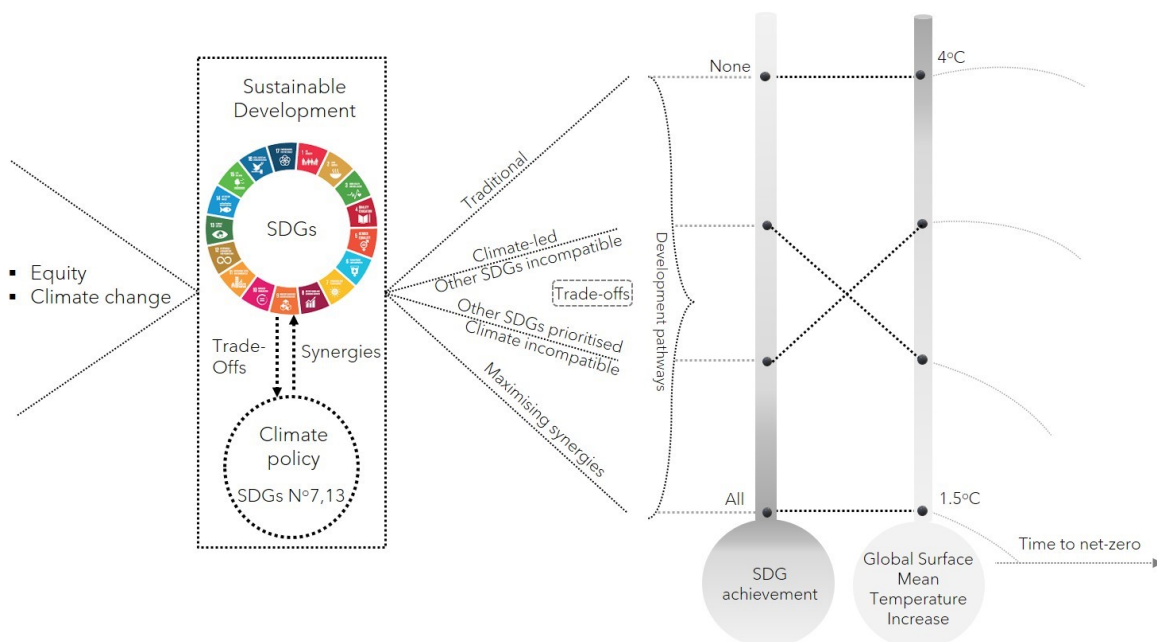 Equity
Climate change
Sustainable
Development
SDGs
Trade-
Offs
Synergies
Climate
policy
SDGs Nº7,13
Traditional
Climate-led
Other SDGs incompatible
Trade-offs
Other SDGs prioritised
Climate incompatible
Maximising synergies
Development pathways
None
All
SDG
achievement
4ºC
1.5ºC
Global Surface
Mean
Temperature
Increase
Time to net-zero